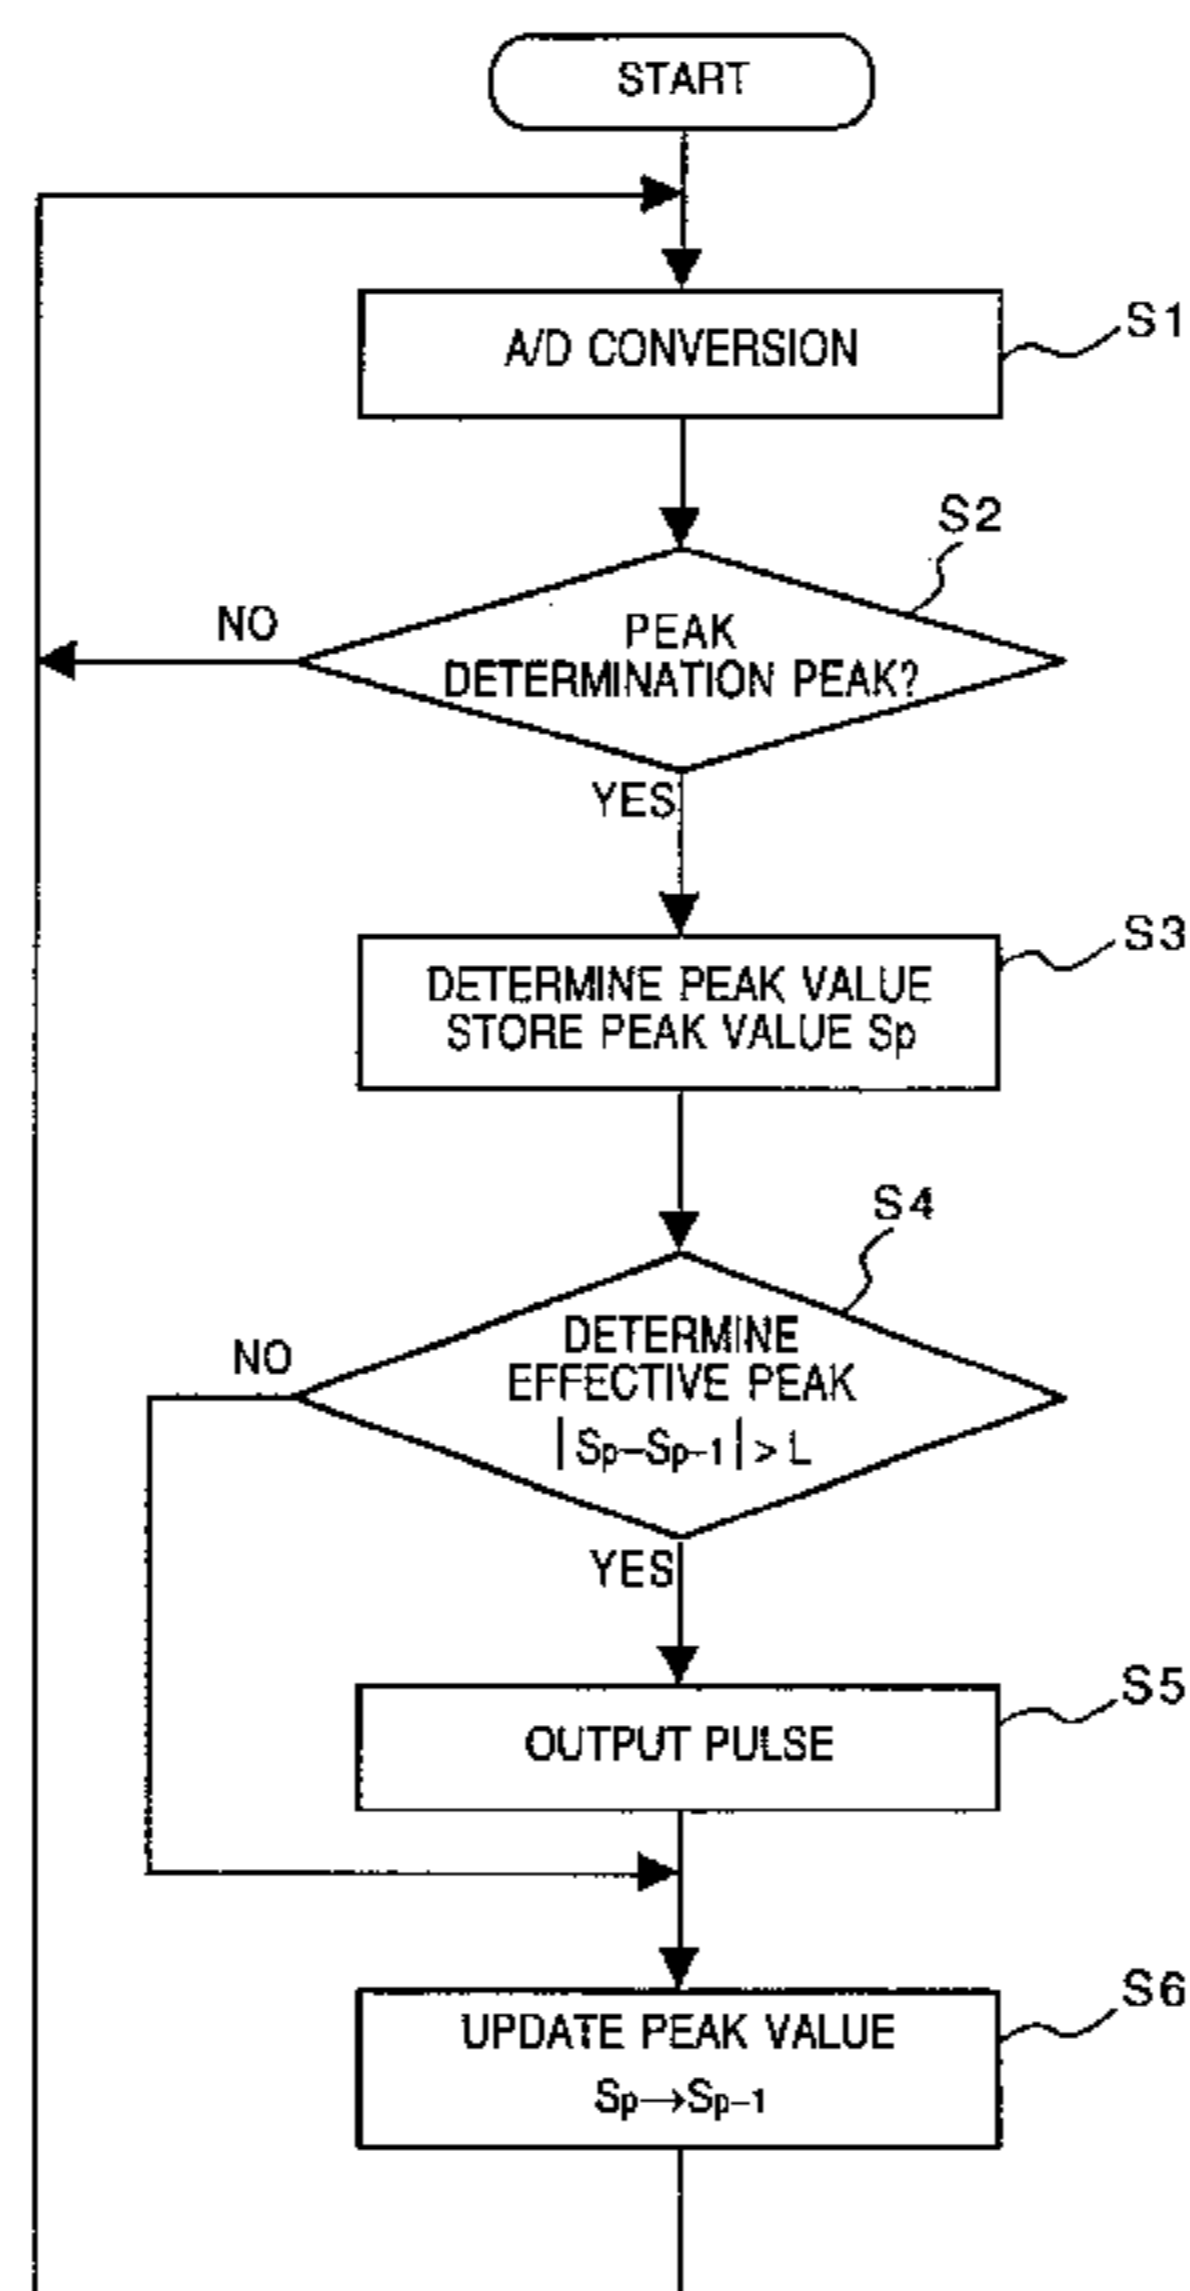 START
A/D CONVERSION
S1
S2
NO
PEAK
DETERMINATION PEAK?
YES
S3
DETERMINE PEAK VALUE
STORE PEAK VALUE Sp
S4
NO
DETERMINE
EFFECTIVE PEAK
|Sp–Sp–1| > L
YES
S5
OUTPUT PULSE
S6
UPDATE PEAK VALUE
Sp→Sp–1